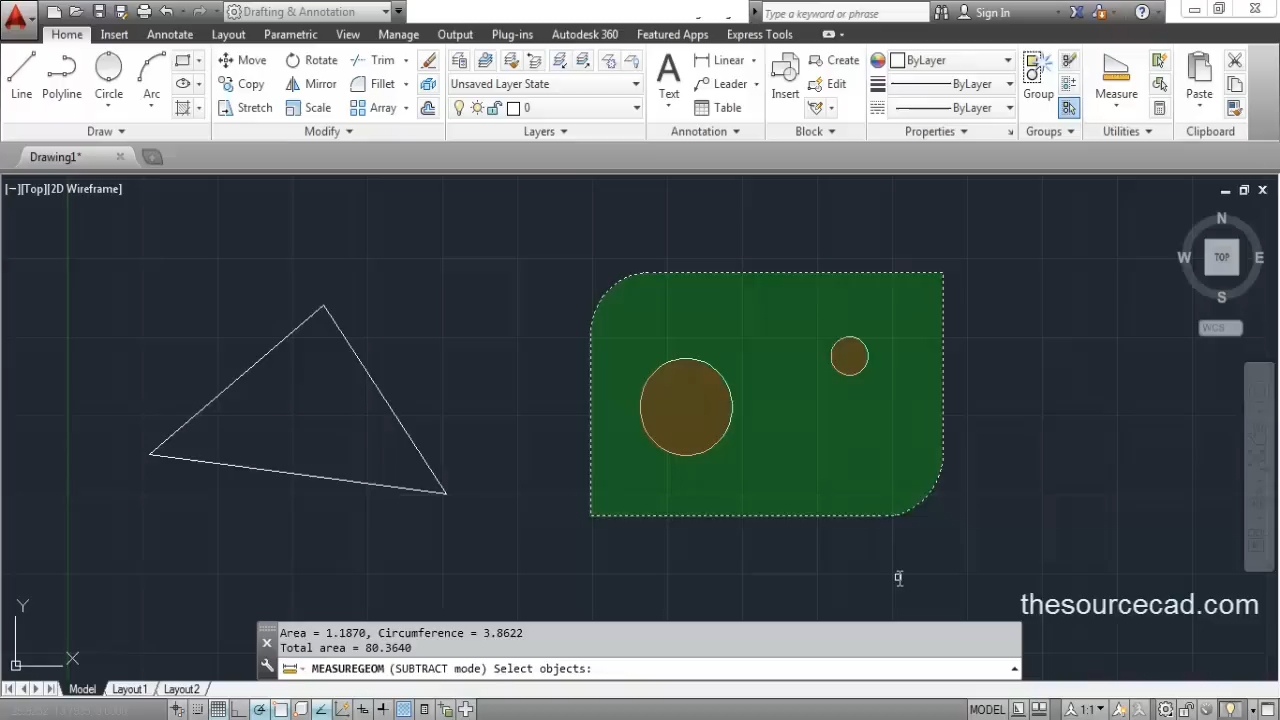 Drafting & Annotation
Type a keyword or phrase
Sign In
Home Insert Annotate Layout Parametric View Manage Output Plug-ins Autodesk 360 Featured Apps Express Tools
Line Polyline Circle Arc
Move Rotate Trim
Copy Mirror Fillet
Stretch Scale Array
Unsaved Layer State
0
Text
Linear
Leader
Table
Insert
Create
Edit
ByLayer
ByLayer
ByLayer
Group
Measure
Paste
Draw Modify Layers Annotation Block Properties Groups Utilities Clipboard
Drawing1*
[−][Top][2D Wireframe]
N
W TOP E
S
WCS
thesourcecad.com
Y
X
Area = 1.1870, Circumference = 3.8622
Total area = 80.3640
MEASUREGEOM (SUBTRACT mode) Select objects:
Model Layout1 Layout2
MODEL 1:1